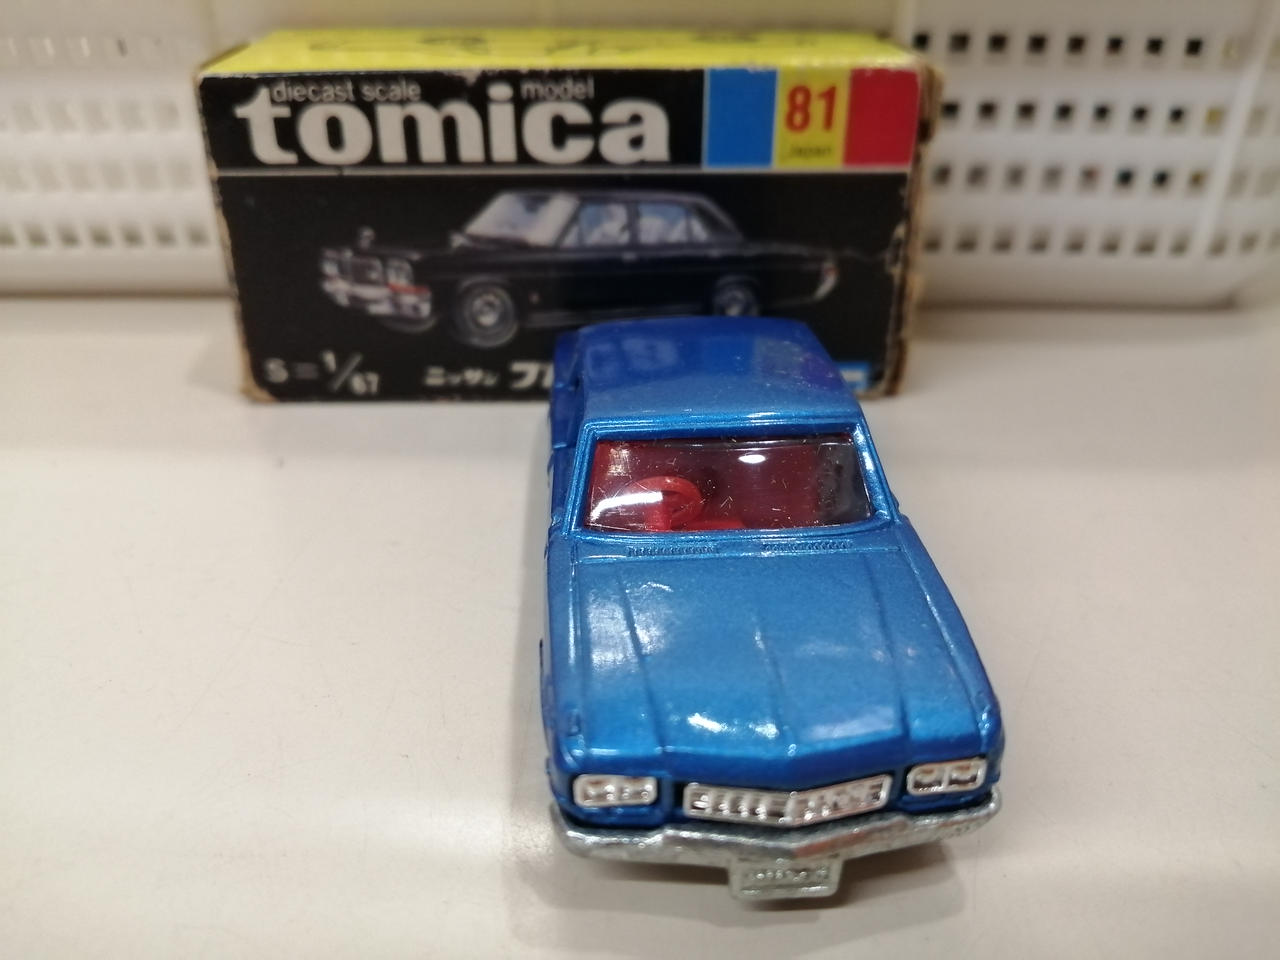 diecast scale model
tomica
81
Japan
S=1/67
ニッサン